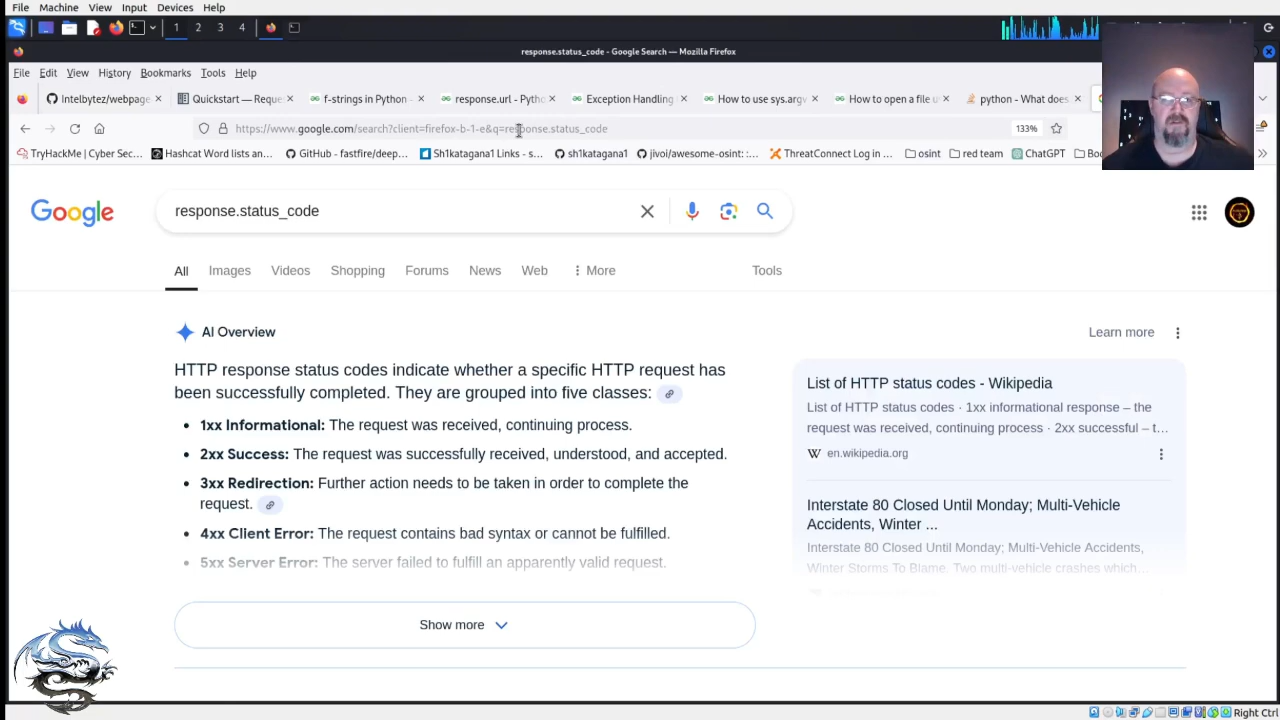 File Machine View Input Devices Help
1 2 3 4
response.status_code - Google Search — Mozilla Firefox
File Edit View History Bookmarks Tools Help
Intelbytez/webpage Quickstart — Reque f-strings in Python - response.url - Pytho Exception Handling How to use sys.argv How to open a file u python - What does
https://www.google.com/search?client=firefox-b-1-e&q=response.status_code 133%
TryHackMe | Cyber Sec… Hashcat Word lists an… GitHub - fastfire/deep… Sh1katagana1 Links - s… sh1katagana1 jivoi/awesome-osint: :… ThreatConnect Log in … osint red team ChatGPT
Google
response.status_code
All Images Videos Shopping Forums News Web More Tools
AI Overview
Learn more
HTTP response status codes indicate whether a specific HTTP request has
been successfully completed. They are grouped into five classes:
1xx Informational: The request was received, continuing process.
2xx Success: The request was successfully received, understood, and accepted.
3xx Redirection: Further action needs to be taken in order to complete the
request.
4xx Client Error: The request contains bad syntax or cannot be fulfilled.
5xx Server Error: The server failed to fulfill an apparently valid request.
Show more
List of HTTP status codes - Wikipedia
List of HTTP status codes · 1xx informational response – the
request was received, continuing process · 2xx successful – t…
W en.wikipedia.org
Interstate 80 Closed Until Monday; Multi-Vehicle
Accidents, Winter ...
Interstate 80 Closed Until Monday; Multi-Vehicle Accidents,
Winter Storms To Blame. Two multi-vehicle crashes which…
Right Ctrl